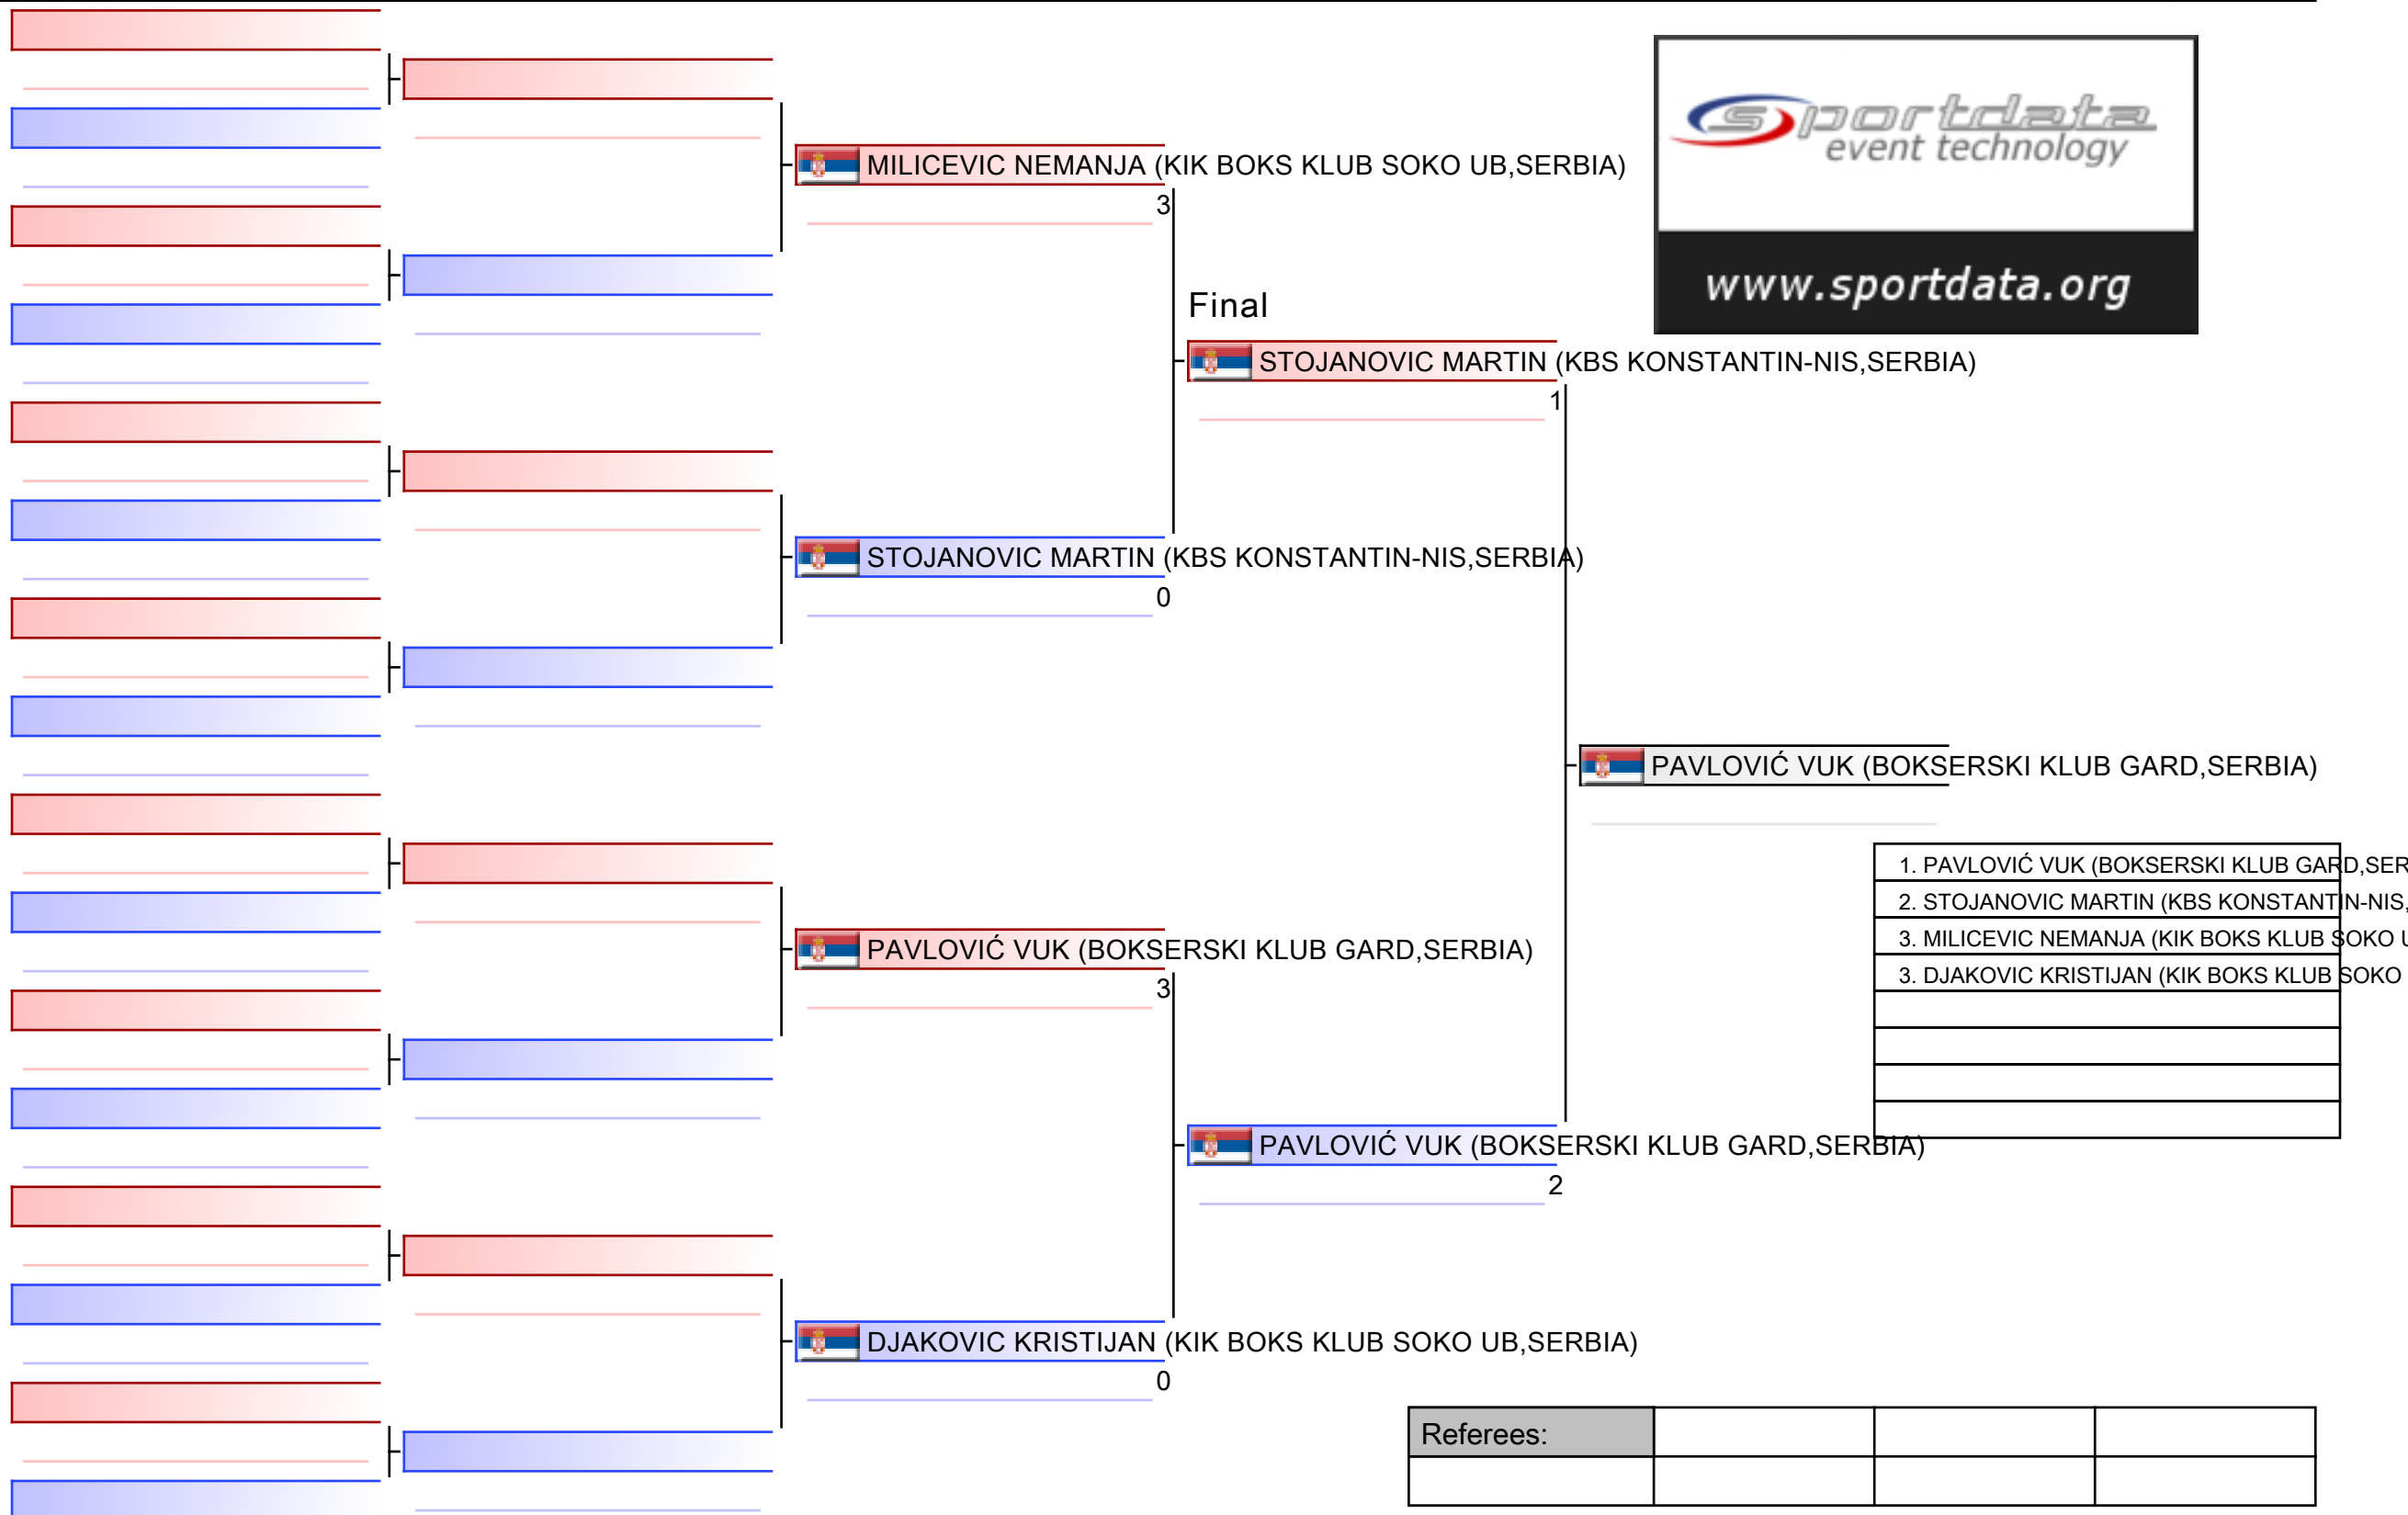 sportdata
event technology
www.sportdata.org
MILICEVIC NEMANJA (KIK BOKS KLUB SOKO UB,SERBIA)
3
Final
STOJANOVIC MARTIN (KBS KONSTANTIN-NIS,SERBIA)
1
STOJANOVIC MARTIN (KBS KONSTANTIN-NIS,SERBIA)
0
PAVLOVIĆ VUK (BOKSERSKI KLUB GARD,SERBIA)
1. PAVLOVIĆ VUK (BOKSERSKI KLUB GARD,SER
2. STOJANOVIC MARTIN (KBS KONSTANTIN-NIS,
3. MILICEVIC NEMANJA (KIK BOKS KLUB SOKO U
3. DJAKOVIC KRISTIJAN (KIK BOKS KLUB SOKO
PAVLOVIĆ VUK (BOKSERSKI KLUB GARD,SERBIA)
3
PAVLOVIĆ VUK (BOKSERSKI KLUB GARD,SERBIA)
2
DJAKOVIC KRISTIJAN (KIK BOKS KLUB SOKO UB,SERBIA)
0
Referees: